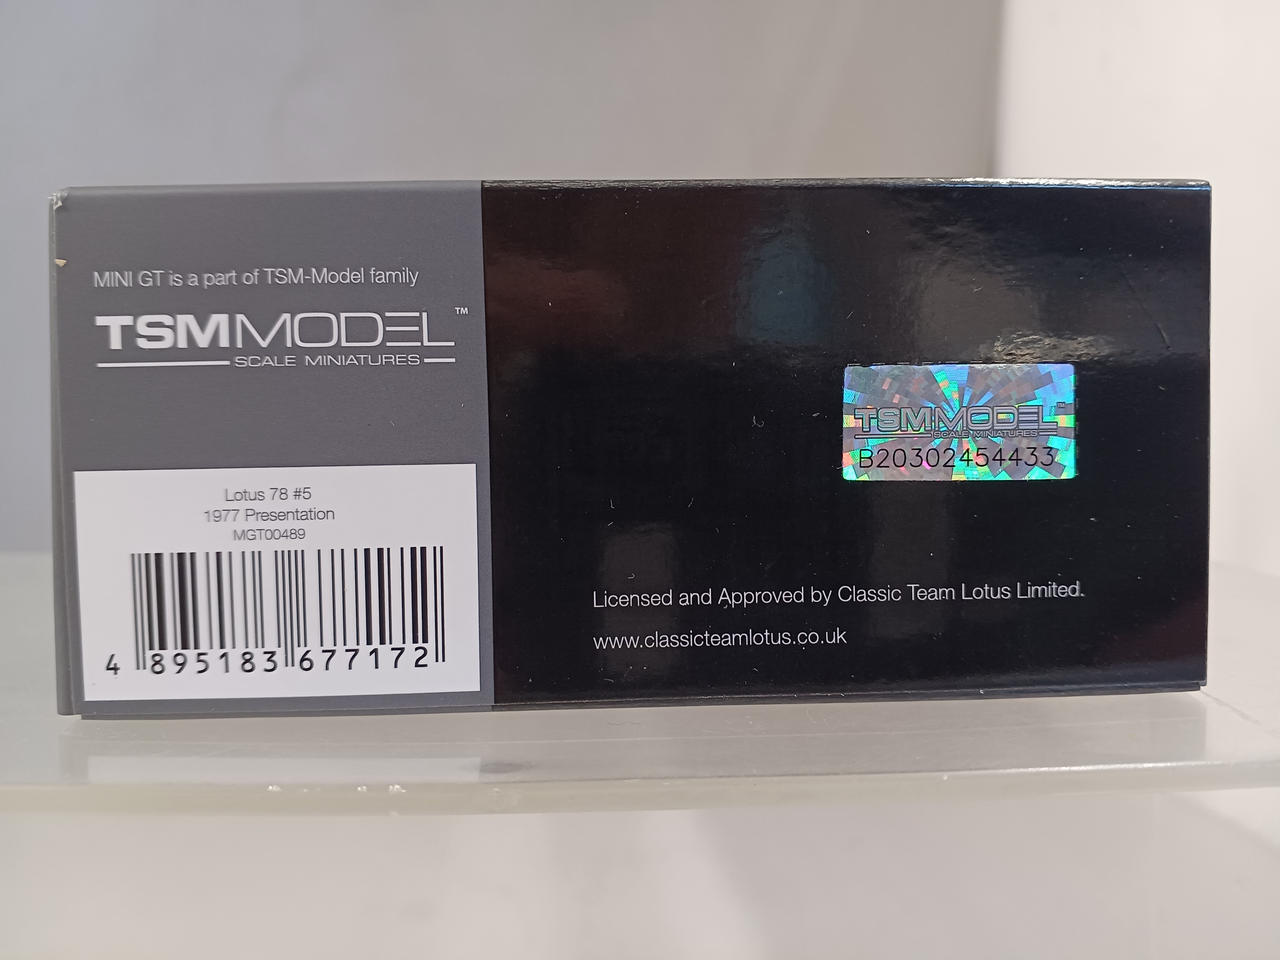 MINI GT is a part of TSM-Model family
TSMMODEL™
SCALE MINIATURES
Lotus 78 #5
1977 Presentation
MGT00489
4 895183 677172
TSMMODEL™
SCALE MINIATURES
B20302454433
Licensed and Approved by Classic Team Lotus Limited.
www.classicteamlotus.co.uk